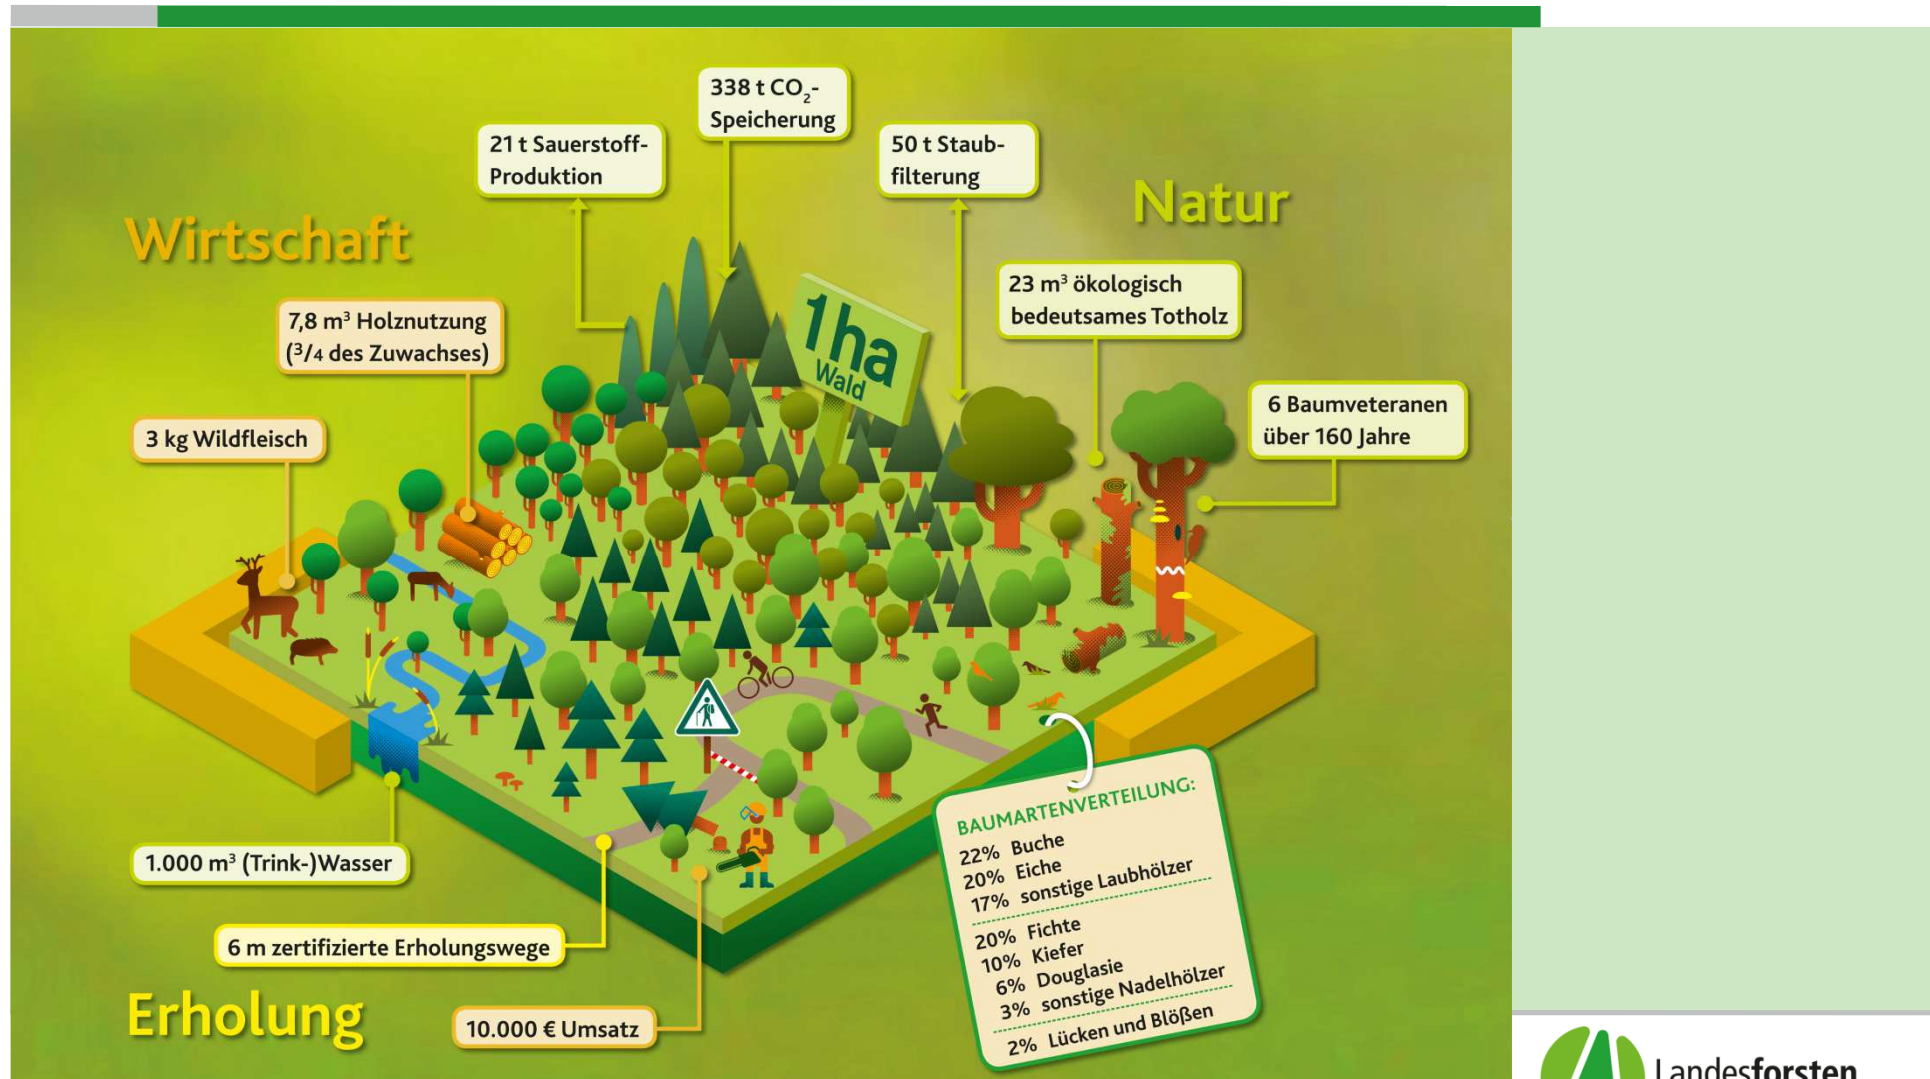 338 t CO₂-
Speicherung
21 t Sauerstoff-
Produktion
50 t Staub-
filterung
Natur
Wirtschaft
23 m³ ökologisch
bedeutsames Totholz
7,8 m³ Holznutzung
(³/4 des Zuwachses)
1 ha
Wald
6 Baumveteranen
über 160 Jahre
3 kg Wildfleisch
1.000 m³ (Trink-)Wasser
6 m zertifizierte Erholungswege
Erholung
10.000 € Umsatz
BAUMARTENVERTEILUNG:
22% Buche
20% Eiche
17% sonstige Laubhölzer
20% Fichte
10% Kiefer
6% Douglasie
3% sonstige Nadelhölzer
2% Lücken und Blößen
Landesforsten